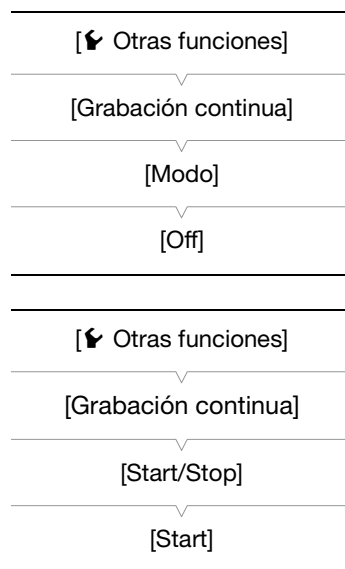 [Otras funciones]
[Grabación continua]
[Modo]
[Off]
[Otras funciones]
[Grabación continua]
[Start/Stop]
[Start]